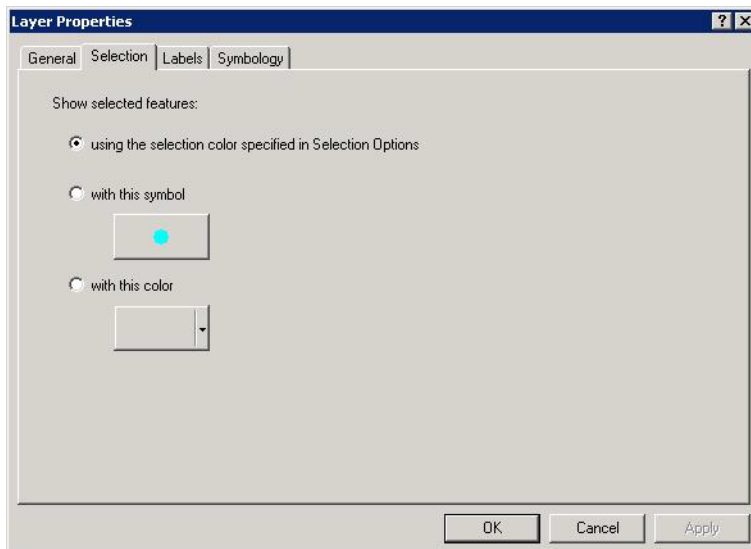 Layer Properties
General Selection Labels Symbology
Show selected features:
using the selection color specified in Selection Options
with this symbol
with this color
OK Cancel Apply